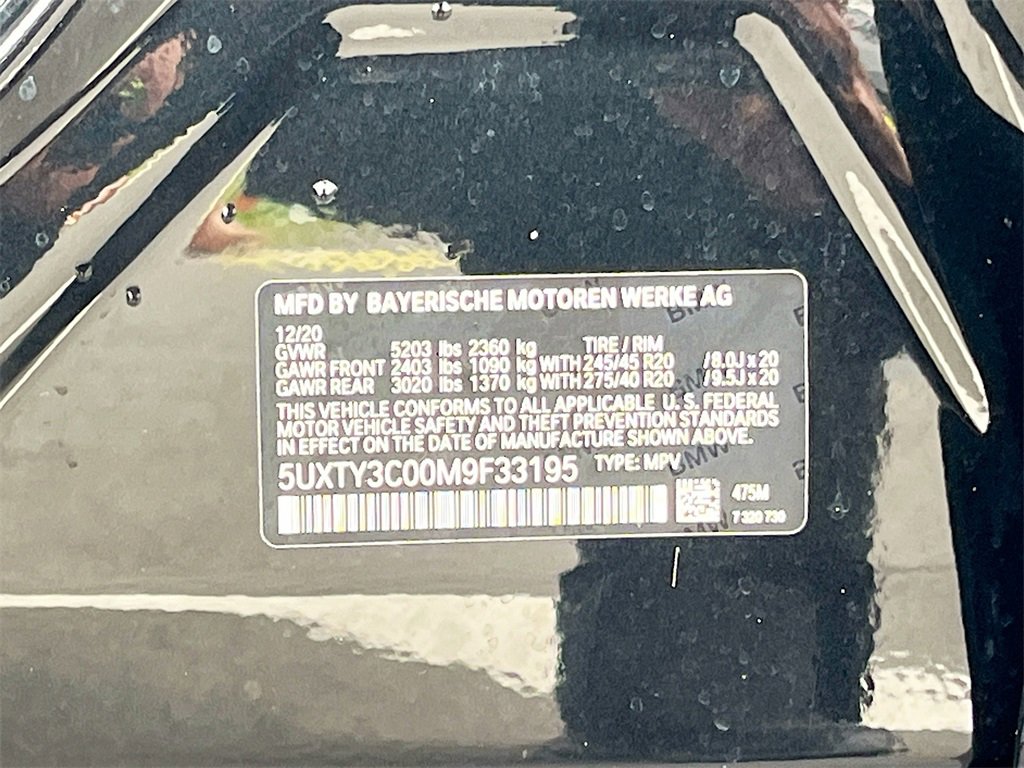 MFD BY BAYERISCHE MOTOREN WERKE AG
12/20
GVWR 5203 lbs 2360 kg TIRE / RIM
GAWR FRONT 2403 lbs 1090 kg WITH 245/45 R20 / 8.0J x 20
GAWR REAR 3020 lbs 1370 kg WITH 275/40 R20 / 9.5J x 20
THIS VEHICLE CONFORMS TO ALL APPLICABLE U.S. FEDERAL
MOTOR VEHICLE SAFETY AND THEFT PREVENTION STANDARDS
IN EFFECT ON THE DATE OF MANUFACTURE SHOWN ABOVE.
5UXTY3C00M9F33195 TYPE: MPV
475M